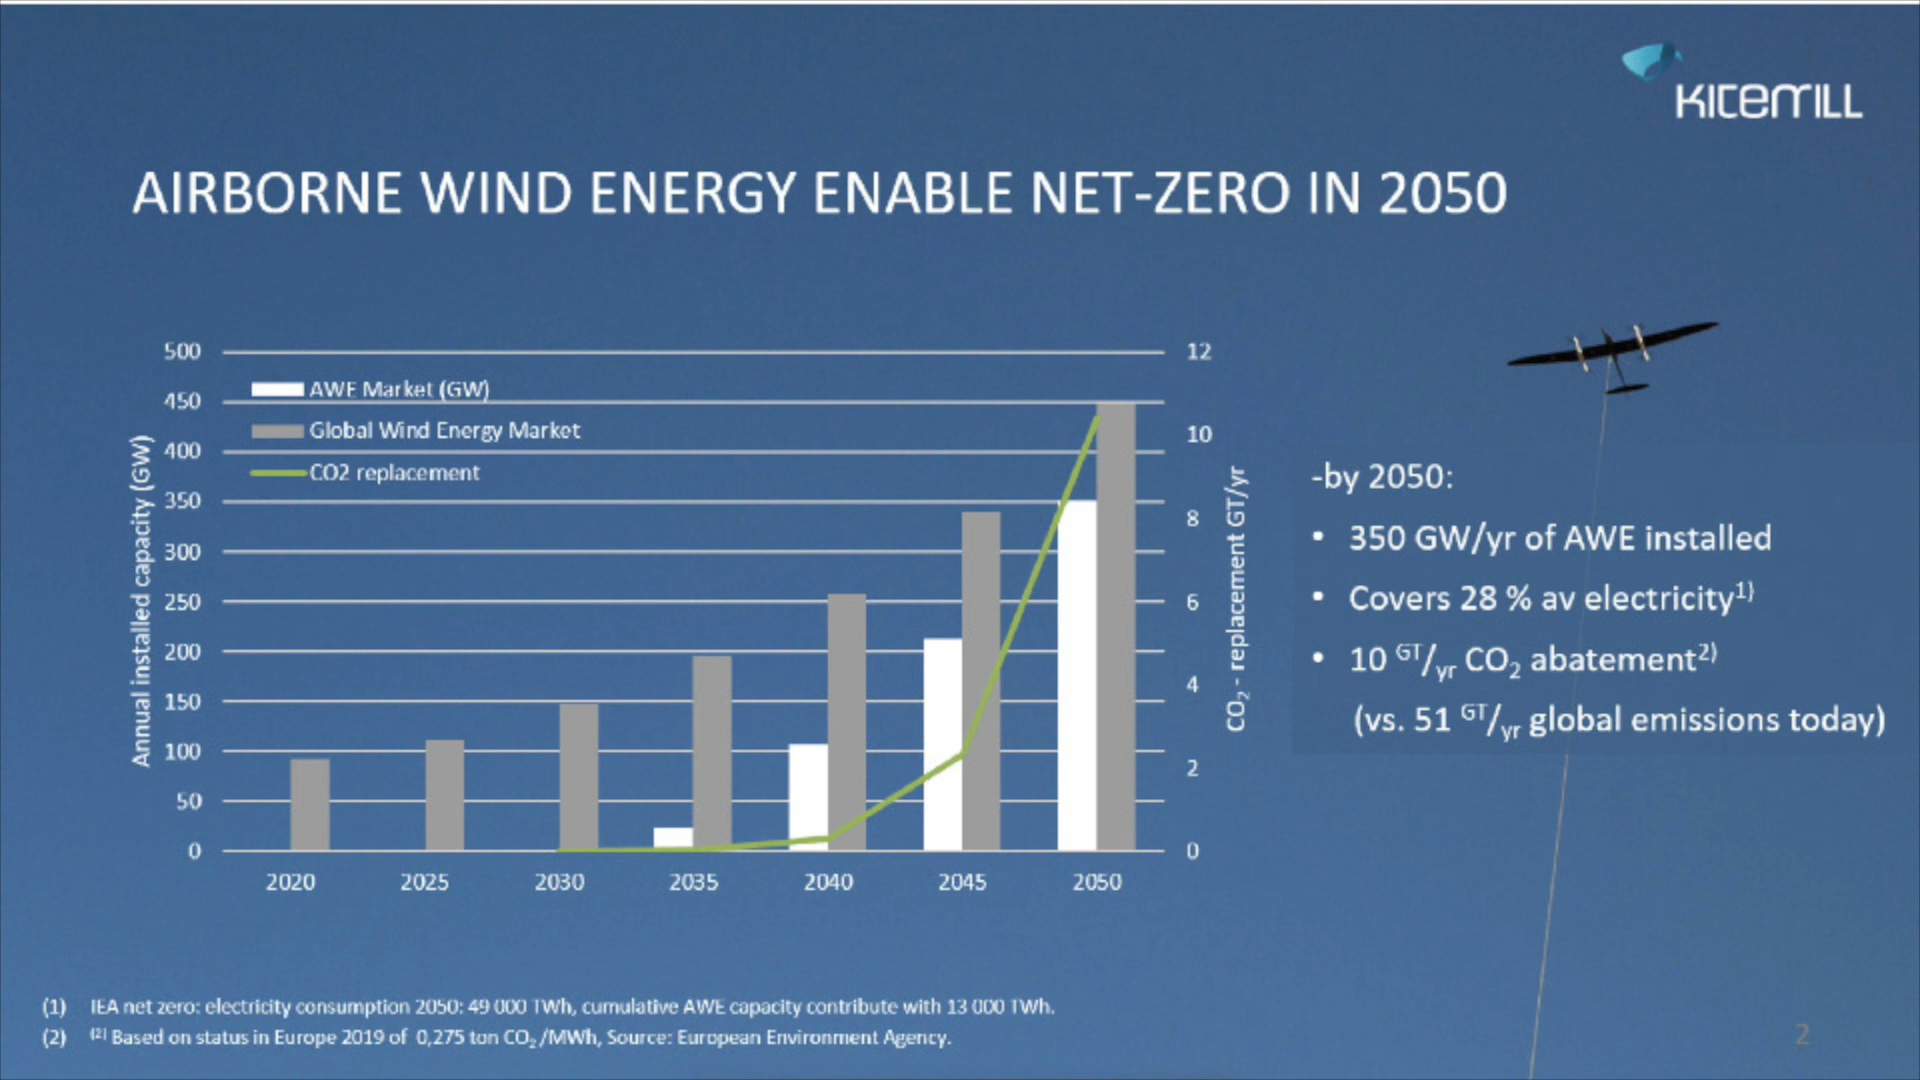 KITEMILL
AIRBORNE WIND ENERGY ENABLE NET-ZERO IN 2050
500
450
400
350
300
250
200
150
100
50
0
Annual installed capacity (GW)
AWE Market (GW)
Global Wind Energy Market
CO2 replacement
12
10
8
6
4
2
0
CO₂ - replacement GT/yr
2020 2025 2030 2035 2040 2045 2050
-by 2050:
• 350 GW/yr of AWE installed
• Covers 28 % av electricity¹⁾
• 10 GT/yr CO₂ abatement²⁾
(vs. 51 GT/yr global emissions today)
(1) IEA net zero: electricity consumption 2050: 49 000 TWh, cumulative AWE capacity contribute with 13 000 TWh.
(2) ⁽²⁾ Based on status in Europe 2019 of 0,275 ton CO₂ /MWh, Source: European Environment Agency.
2